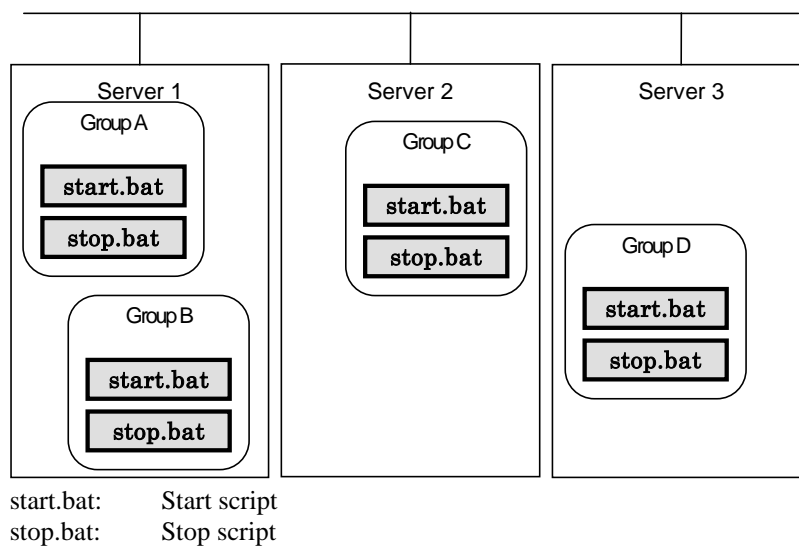 Server 1
Group A
start.bat
stop.bat
Group B
start.bat
stop.bat
Server 2
Group C
start.bat
stop.bat
Server 3
Group D
start.bat
stop.bat
start.bat: Start script
stop.bat: Stop script